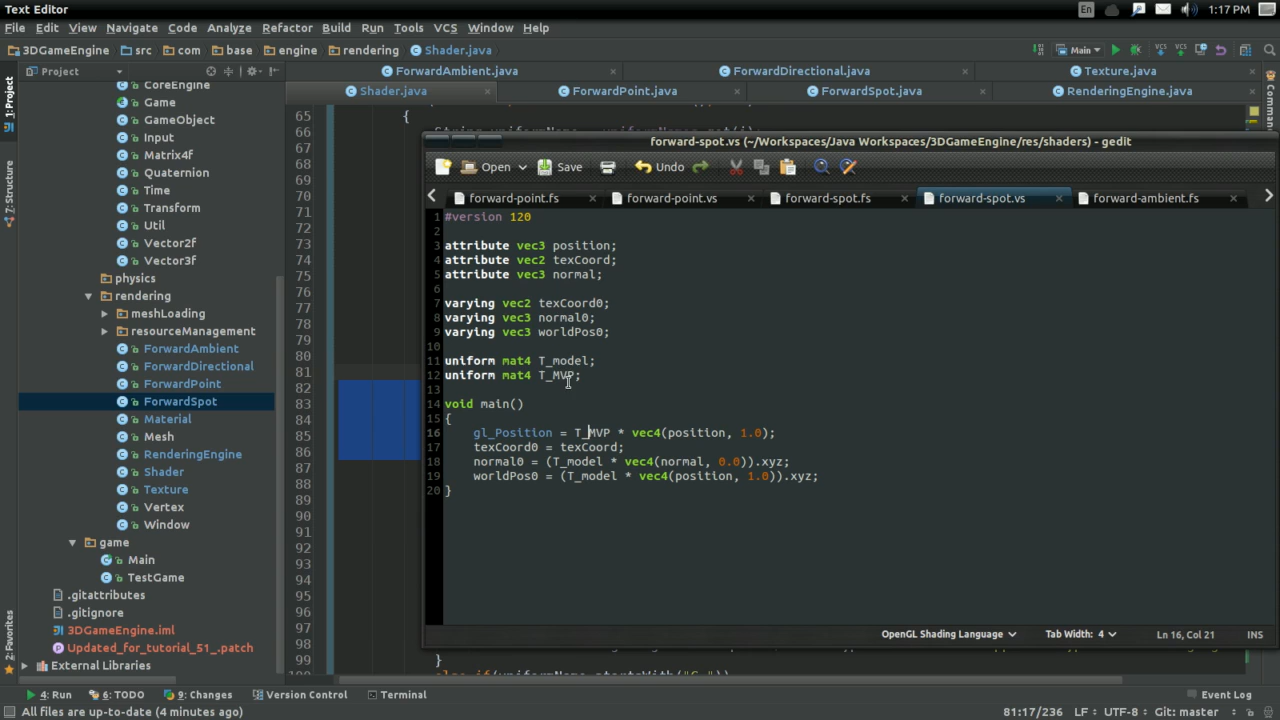 Text Editor
En
1:17 PM
File Edit View Navigate Code Analyze Refactor Build Run Tools VCS Window Help
3DGameEngine src com base engine rendering Shader.java
Main
Project
ForwardAmbient.java
ForwardDirectional.java
Texture.java
Shader.java
ForwardPoint.java
ForwardSpot.java
RenderingEngine.java
1: Project
7: Structure
2: Favorites
CoreEngine
Game
GameObject
Input
Matrix4f
Quaternion
Time
Transform
Util
Vector2f
Vector3f
physics
rendering
meshLoading
resourceManagement
ForwardAmbient
ForwardDirectional
ForwardPoint
ForwardSpot
Material
Mesh
RenderingEngine
Shader
Texture
Vertex
Window
game
Main
TestGame
.gitattributes
.gitignore
3DGameEngine.iml
Updated_for_tutorial_51_.patch
External Libraries
65 {
66
67
68
69
70
71
72
73
74
75
76
77
78
79
80
81
82
83
84
85
86
87
88
89
90
91
92
93
94
95
96
97
98
99 }
forward-spot.vs (~/Workspaces/Java Workspaces/3DGameEngine/res/shaders) - gedit
Open Save Undo
forward-point.fs
forward-point.vs
forward-spot.fs
forward-spot.vs
forward-ambient.fs
1 #version 120
2
3 attribute vec3 position;
4 attribute vec2 texCoord;
5 attribute vec3 normal;
6
7 varying vec2 texCoord0;
8 varying vec3 normal0;
9 varying vec3 worldPos0;
10
11 uniform mat4 T_model;
12 uniform mat4 T_MVP;
13
14 void main()
15 {
16 gl_Position = T_MVP * vec4(position, 1.0);
17 texCoord0 = texCoord;
18 normal0 = (T_model * vec4(normal, 0.0)).xyz;
19 worldPos0 = (T_model * vec4(position, 1.0)).xyz;
20 }
OpenGL Shading Language Tab Width: 4 Ln 16, Col 21 INS
4: Run 6: TODO 9: Changes Version Control Terminal Event Log
All files are up-to-date (4 minutes ago) 81:17/236 LF UTF-8 Git: master